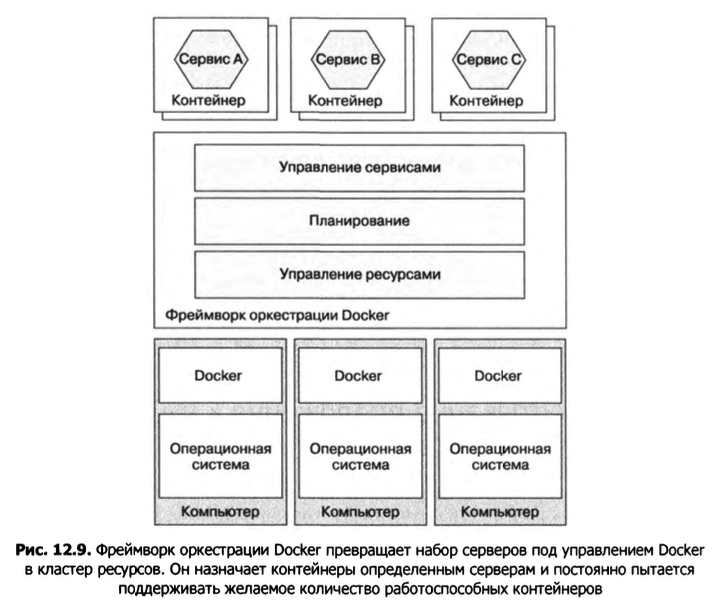 Сервис A
Сервис B
Сервис C
Контейнер
Контейнер
Контейнер
Управление сервисами
Планирование
Управление ресурсами
Фреймворк оркестрации Docker
Docker
Docker
Docker
Операционная
система
Операционная
система
Операционная
система
Компьютер
Компьютер
Компьютер
Рис. 12.9. Фреймворк оркестрации Docker превращает набор серверов под управлением Docker
в кластер ресурсов. Он назначает контейнеры определенным серверам и постоянно пытается
поддерживать желаемое количество работоспособных контейнеров